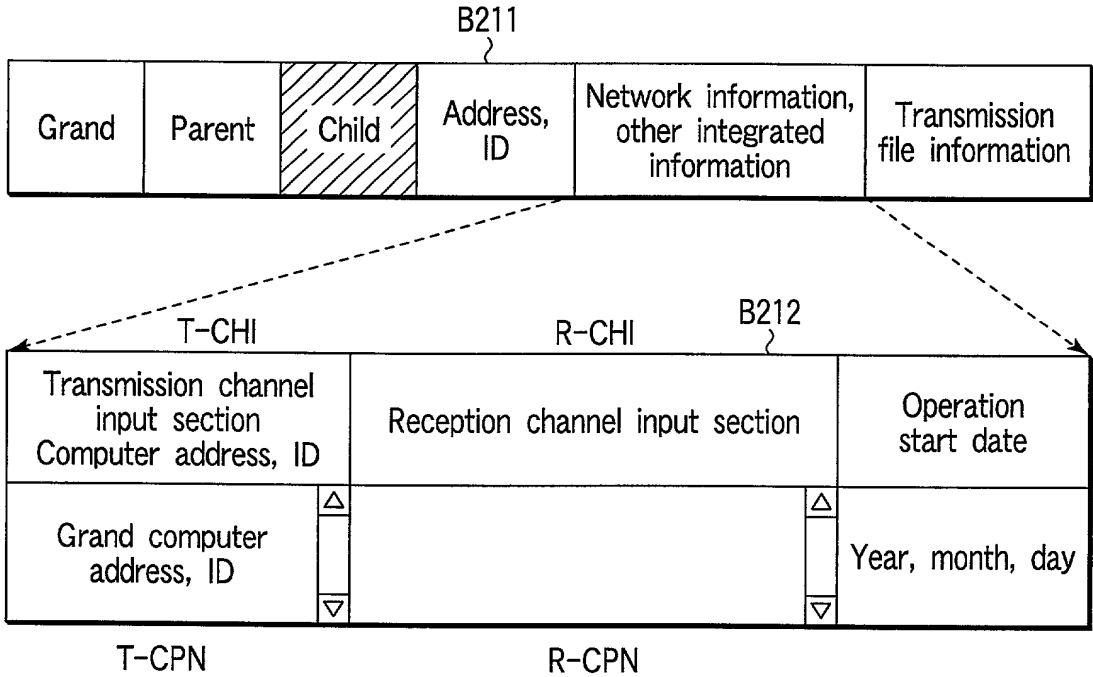 B211
Grand
Parent
Child
Address,
ID
Network information,
other integrated
information
Transmission
file information
T-CHI
R-CHI
B212
Transmission channel
input section
Computer address, ID
Reception channel input section
Operation
start date
Grand computer
address, ID
Year, month, day
T-CPN
R-CPN